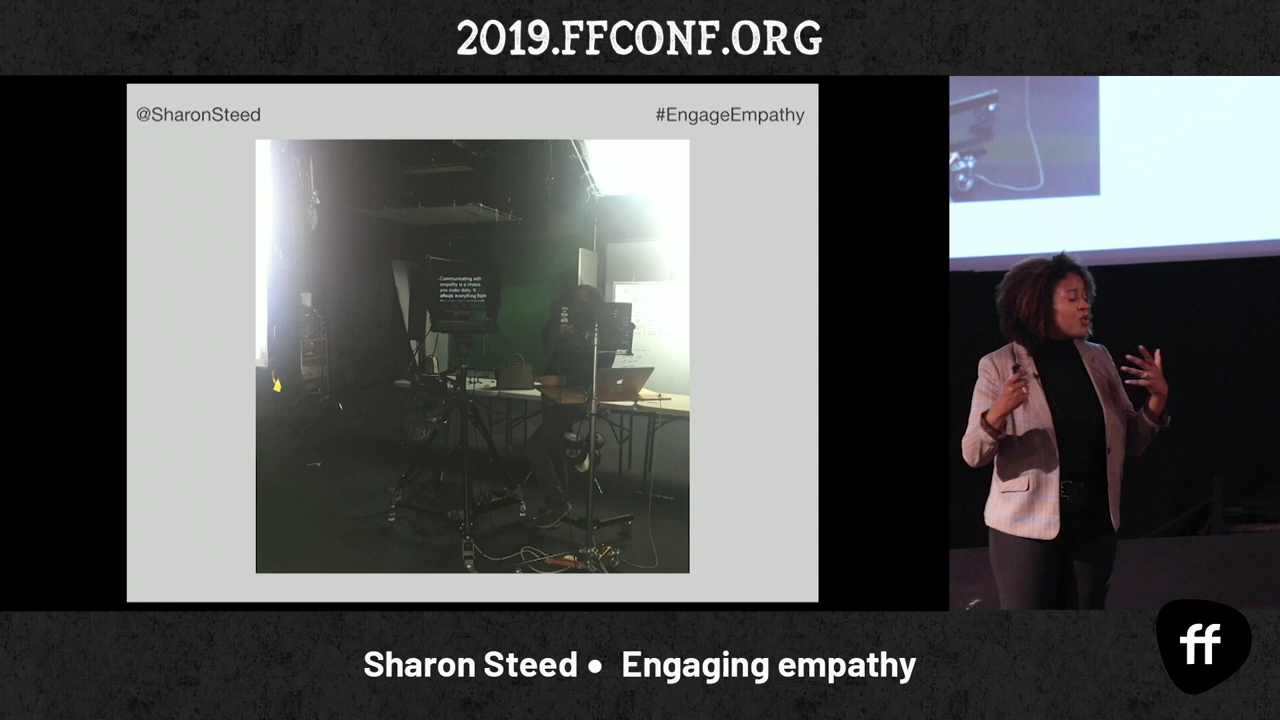 2019.FFCONF.ORG
@SharonSteed
#EngageEmpathy
Communicating with
empathy is a choice
you make daily. It
affects everything from
Sharon Steed • Engaging empathy
ff